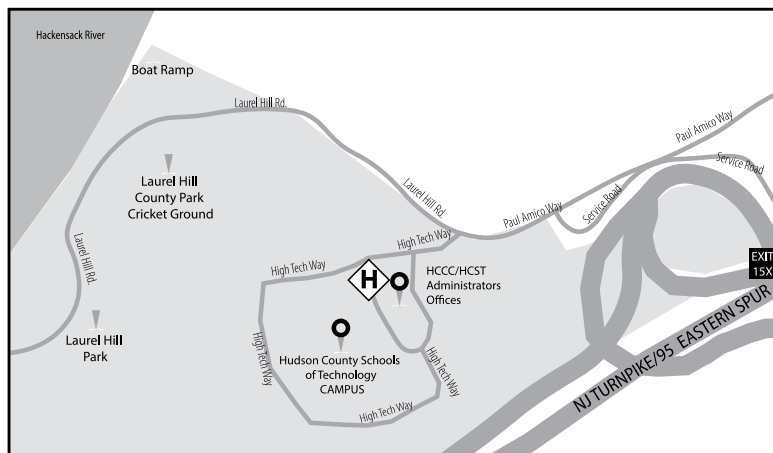 Hackensack River
Boat Ramp
Laurel Hill Rd.
Paul Amico Way
Service Road
Laurel Hill
County Park
Cricket Ground
Laurel Hill Rd.
Paul Amico Way
Service Road
Laurel Hill Rd.
High Tech Way
High Tech Way
H
HCCC/HCST
Administrators
Offices
EXIT
15X
NJ TURNPIKE/95 EASTERN SPUR
Laurel Hill
Park
High Tech Way
Hudson County Schools
of Technology
CAMPUS
High Tech Way
High Tech Way